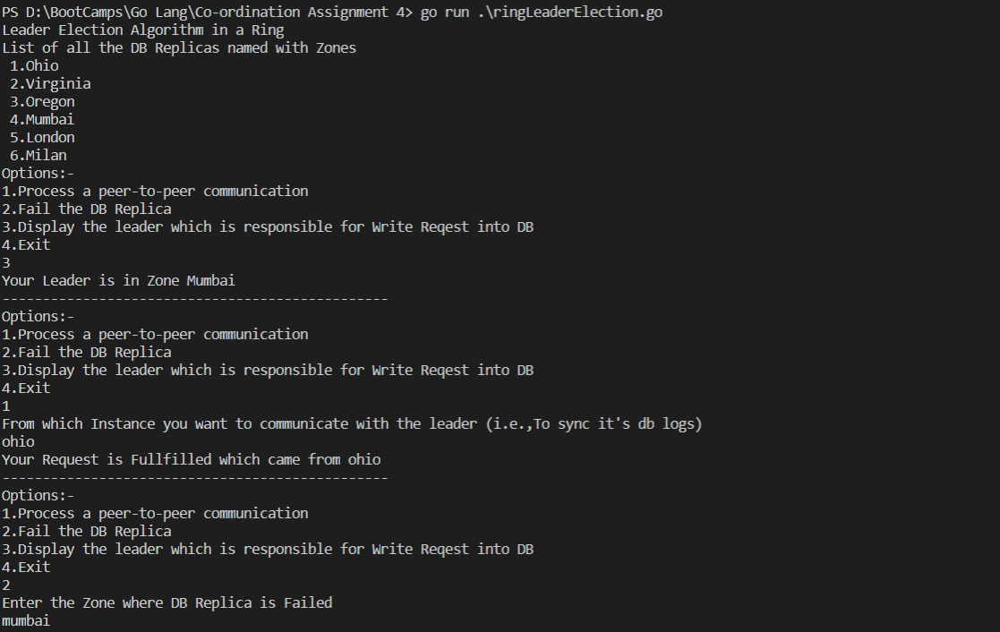 PS D:\BootCamps\Go Lang\Co-ordination Assignment 4> go run .\ringLeaderElection.go
Leader Election Algorithm in a Ring
List of all the DB Replicas named with Zones
 1.Ohio
 2.Virginia
 3.Oregon
 4.Mumbai
 5.London
 6.Milan
Options:-
1.Process a peer-to-peer communication
2.Fail the DB Replica
3.Display the leader which is responsible for Write Reqest into DB
4.Exit
3
Your Leader is in Zone Mumbai
------------------------------------------------
Options:-
1.Process a peer-to-peer communication
2.Fail the DB Replica
3.Display the leader which is responsible for Write Reqest into DB
4.Exit
1
From which Instance you want to communicate with the leader (i.e.,To sync it's db logs)
ohio
Your Request is Fullfilled which came from ohio
------------------------------------------------
Options:-
1.Process a peer-to-peer communication
2.Fail the DB Replica
3.Display the leader which is responsible for Write Reqest into DB
4.Exit
2
Enter the Zone where DB Replica is Failed
mumbai